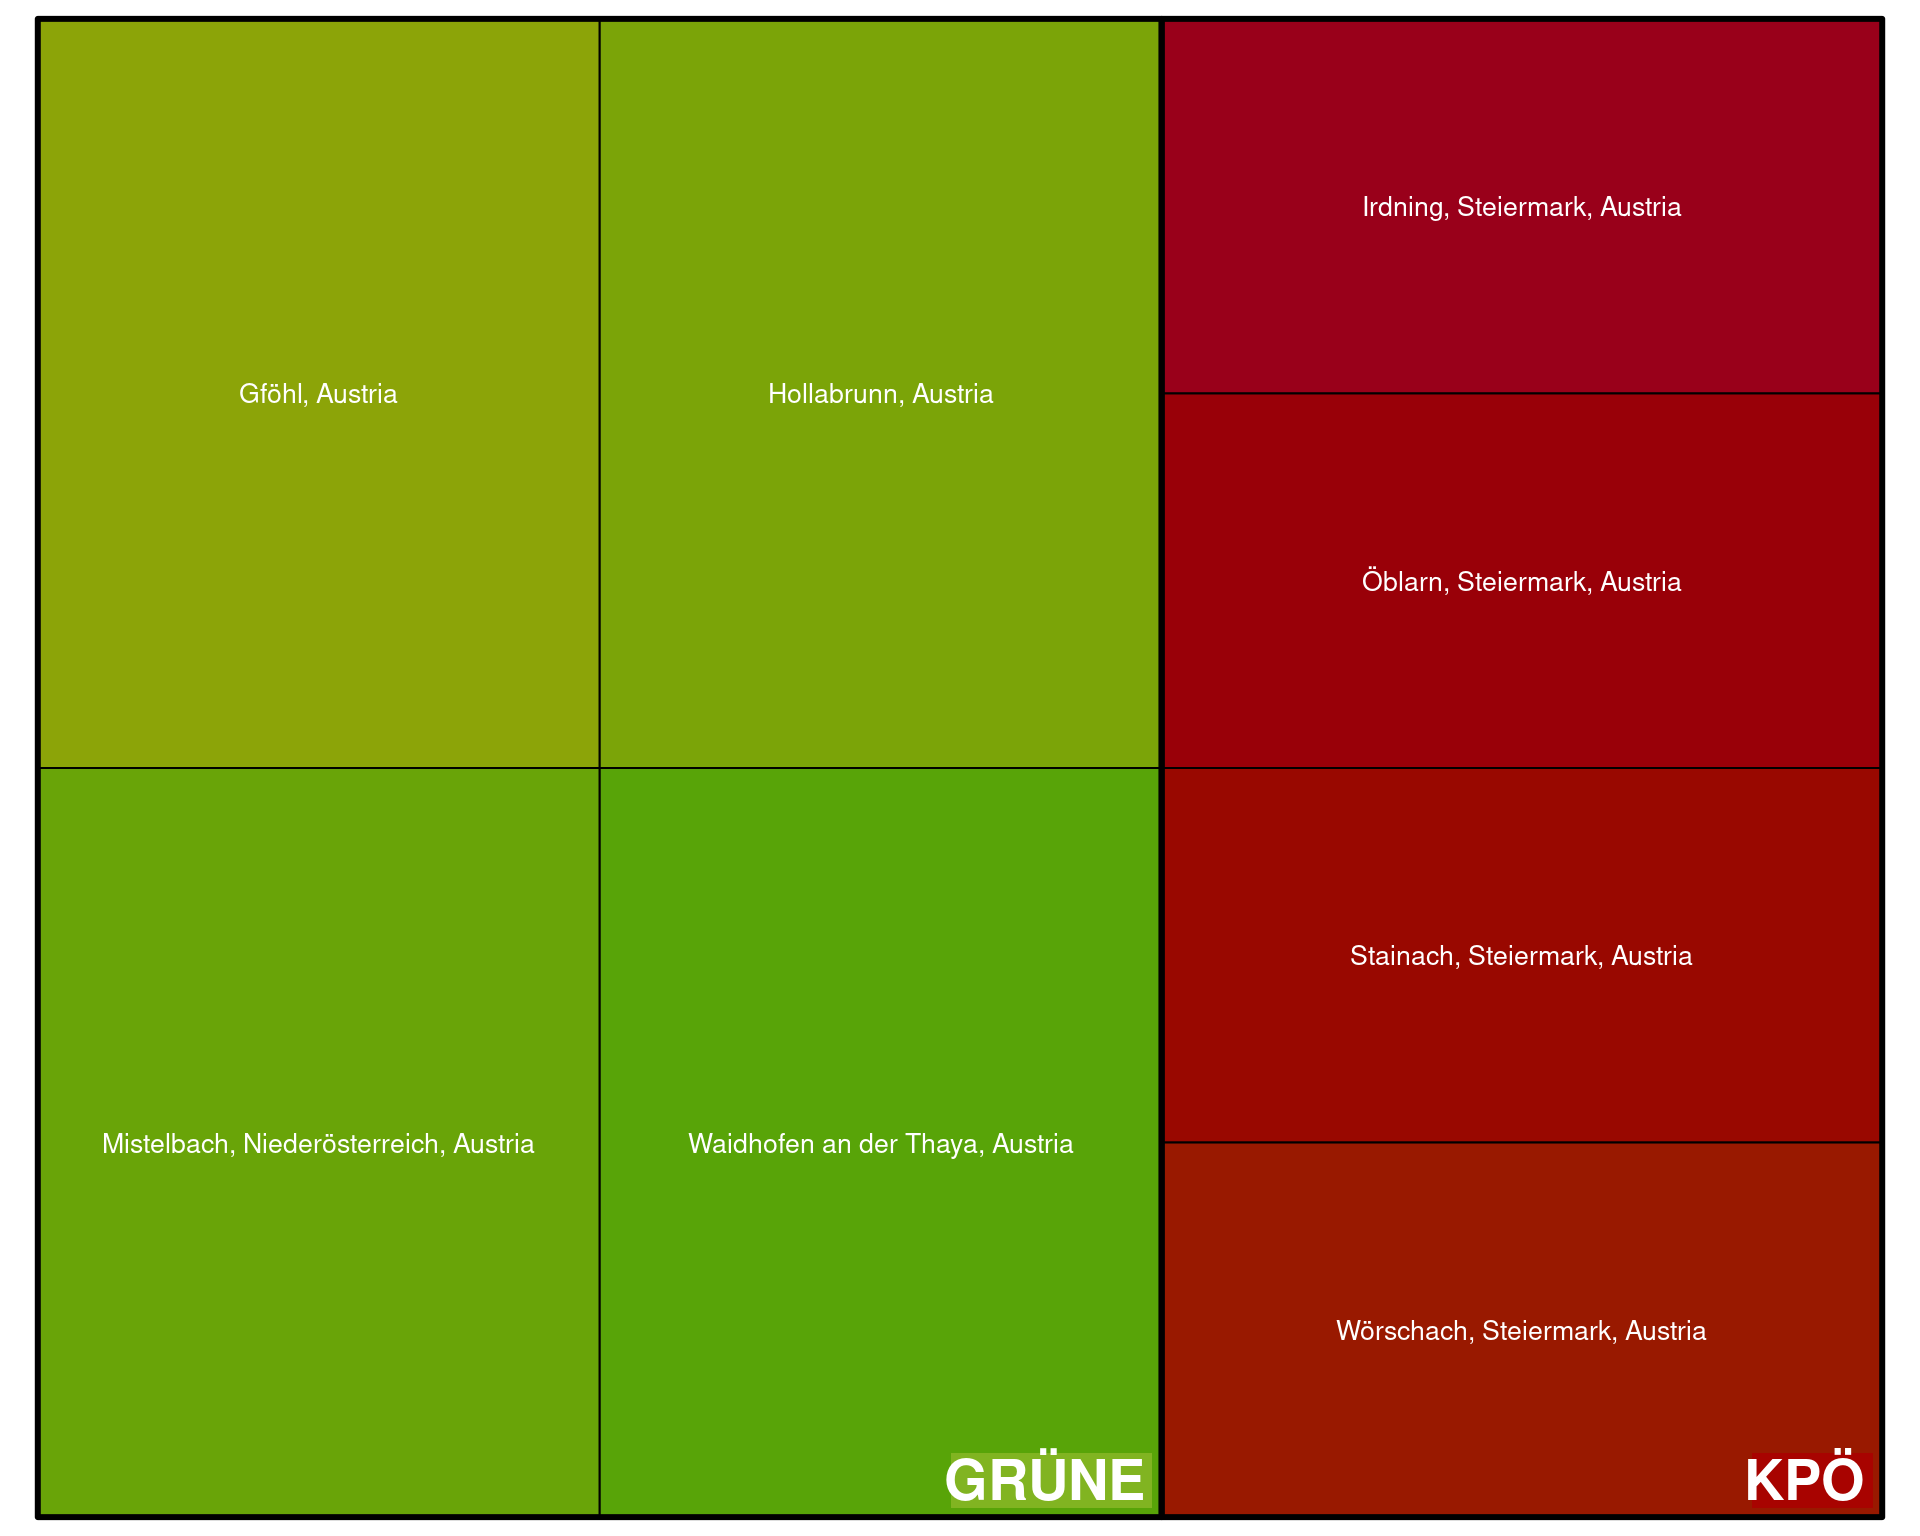 Gföhl, Austria
Hollabrunn, Austria
Mistelbach, Niederösterreich, Austria
Waidhofen an der Thaya, Austria
GRÜNE
Irdning, Steiermark, Austria
Öblarn, Steiermark, Austria
Stainach, Steiermark, Austria
Wörschach, Steiermark, Austria
KPÖ